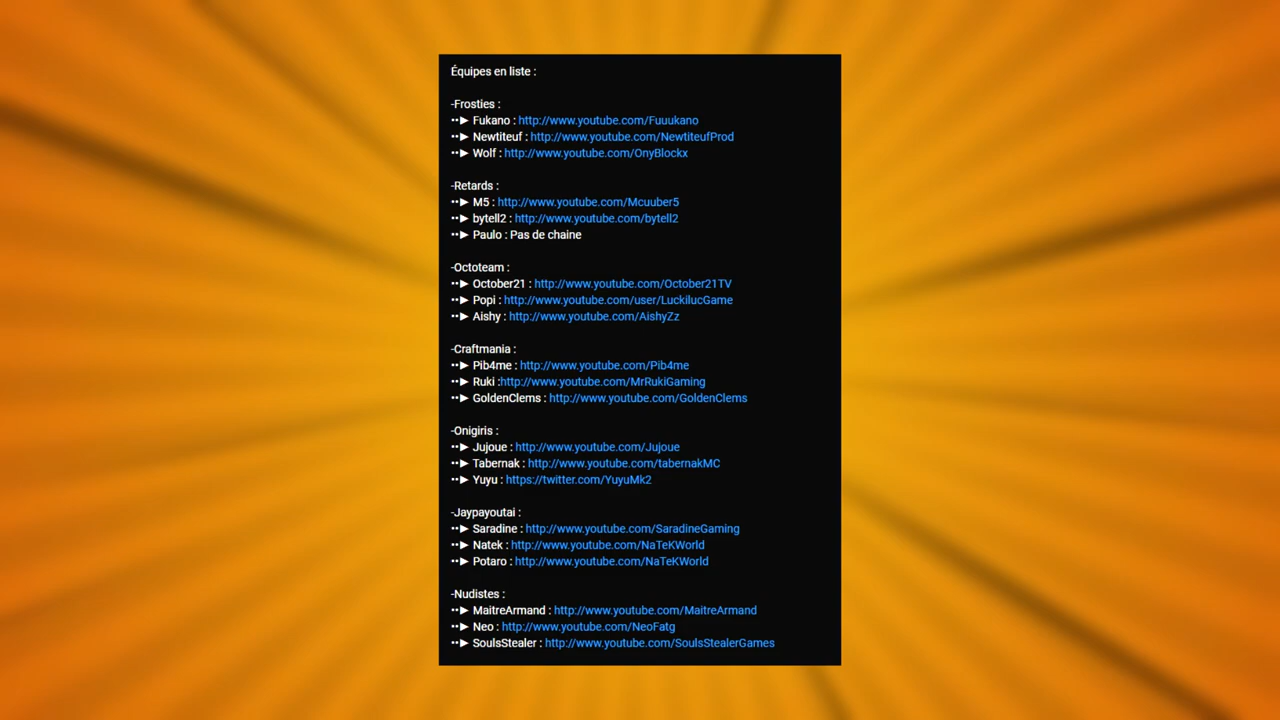 Équipes en liste :
-Frosties :
••► Fukano : http://www.youtube.com/Fuuukano
••► Newtiteuf : http://www.youtube.com/NewtiteufProd
••► Wolf : http://www.youtube.com/OnyBlockx
-Retards :
••► M5 : http://www.youtube.com/Mcuuber5
••► bytell2 : http://www.youtube.com/bytell2
••► Paulo : Pas de chaine
-Octoteam :
••► October21 : http://www.youtube.com/October21TV
••► Popi : http://www.youtube.com/user/LuckilucGame
••► Aishy : http://www.youtube.com/AishyZz
-Craftmania :
••► Pib4me : http://www.youtube.com/Pib4me
••► Ruki :http://www.youtube.com/MrRukiGaming
••► GoldenClems : http://www.youtube.com/GoldenClems
-Onigiris :
••► Jujoue : http://www.youtube.com/Jujoue
••► Tabernak : http://www.youtube.com/tabernakMC
••► Yuyu : https://twitter.com/YuyuMk2
-Jaypayoutai :
••► Saradine : http://www.youtube.com/SaradineGaming
••► Natek : http://www.youtube.com/NaTeKWorld
••► Potaro : http://www.youtube.com/NaTeKWorld
-Nudistes :
••► MaitreArmand : http://www.youtube.com/MaitreArmand
••► Neo : http://www.youtube.com/NeoFatg
••► SoulsStealer : http://www.youtube.com/SoulsStealerGames